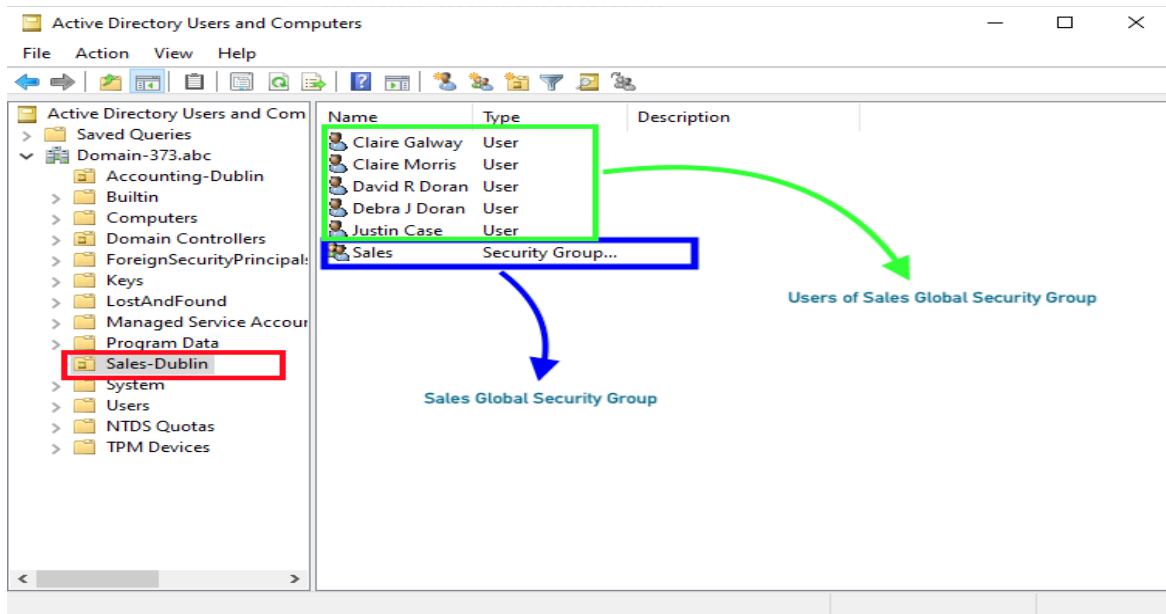 Active Directory Users and Computers
File Action View Help
Active Directory Users and Com
Saved Queries
Domain-373.abc
Accounting-Dublin
Builtin
Computers
Domain Controllers
ForeignSecurityPrincipal:
Keys
LostAndFound
Managed Service Accour
Program Data
Sales-Dublin
System
Users
NTDS Quotas
TPM Devices
Name Type Description
Claire Galway User
Claire Morris User
David R Doran User
Debra J Doran User
Justin Case User
Sales Security Group...
Users of Sales Global Security Group
Sales Global Security Group